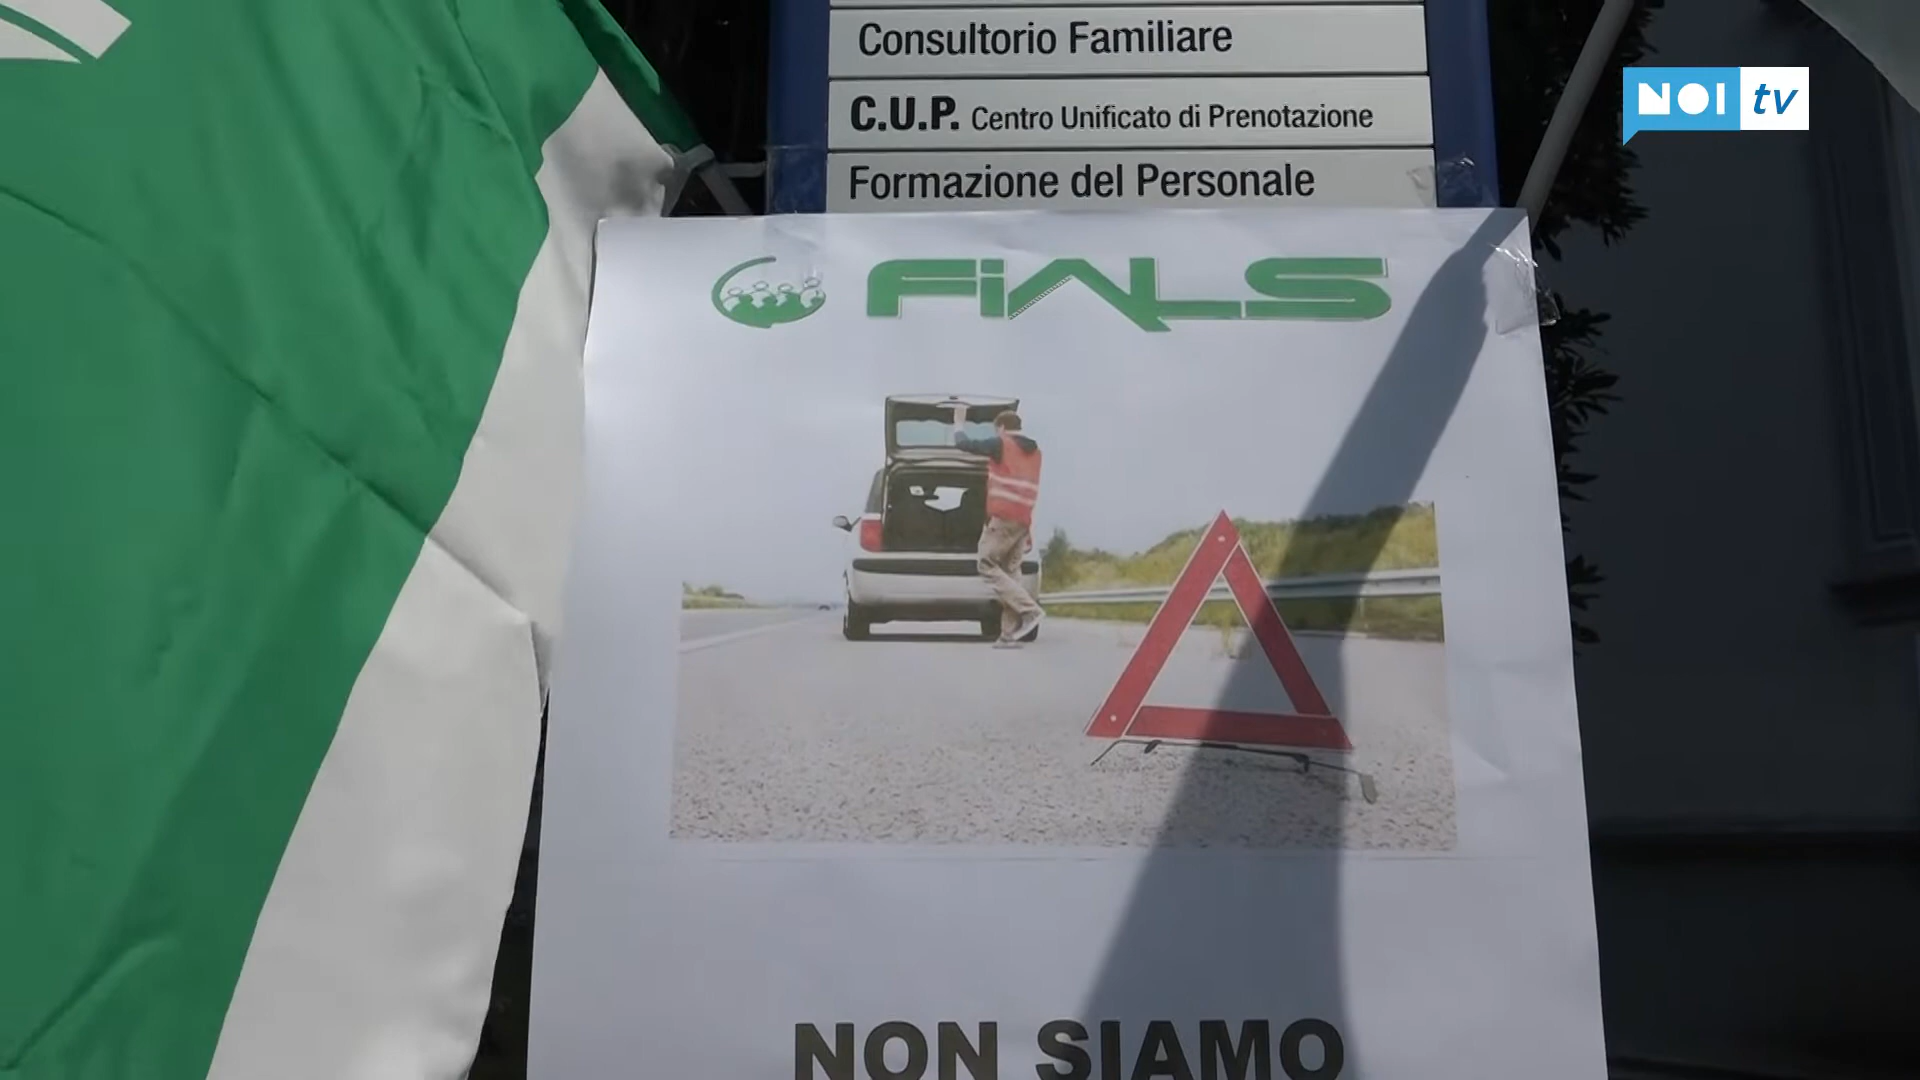 Consultorio Familiare
C.U.P. Centro Unificato di Prenotazione
Formazione del Personale
NOI tv
FIALS
NON SIAMO